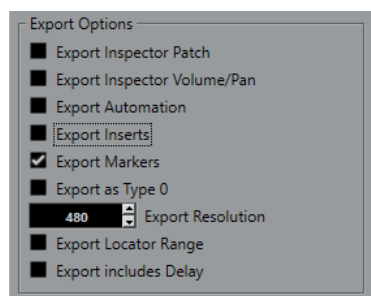 Export Options
Export Inspector Patch
Export Inspector Volume/Pan
Export Automation
Export Inserts
Export Markers
Export as Type 0
480 Export Resolution
Export Locator Range
Export includes Delay